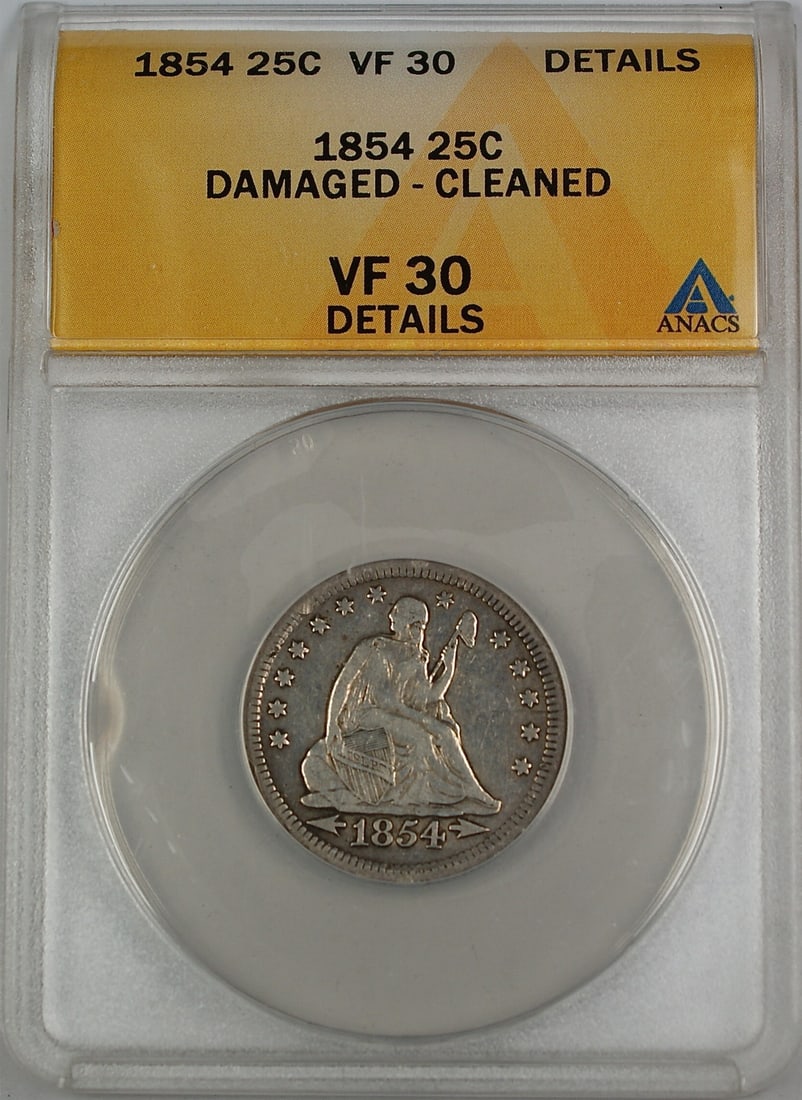 1854 25C VF 30 DETAILS
1854 25C
DAMAGED - CLEANED
VF 30
DETAILS
ANACS
1854